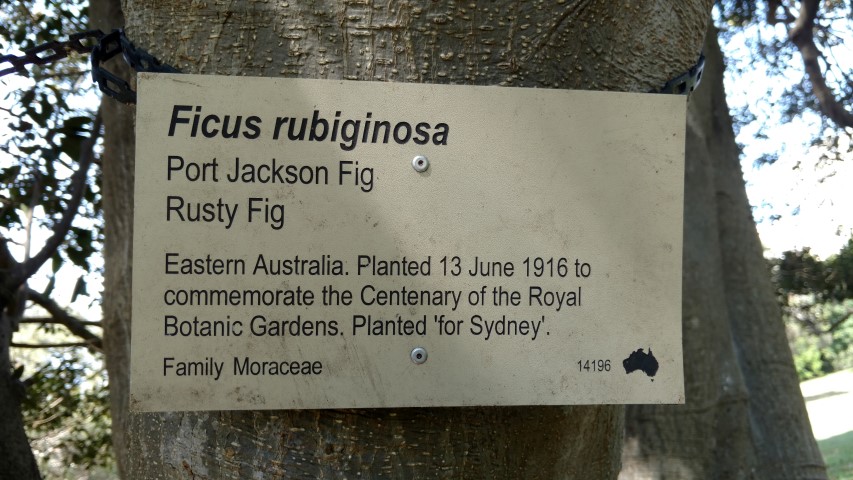 Ficus rubiginosa
Port Jackson Fig
Rusty Fig
Eastern Australia. Planted 13 June 1916 to
commemorate the Centenary of the Royal
Botanic Gardens. Planted 'for Sydney'.
Family Moraceae
14196